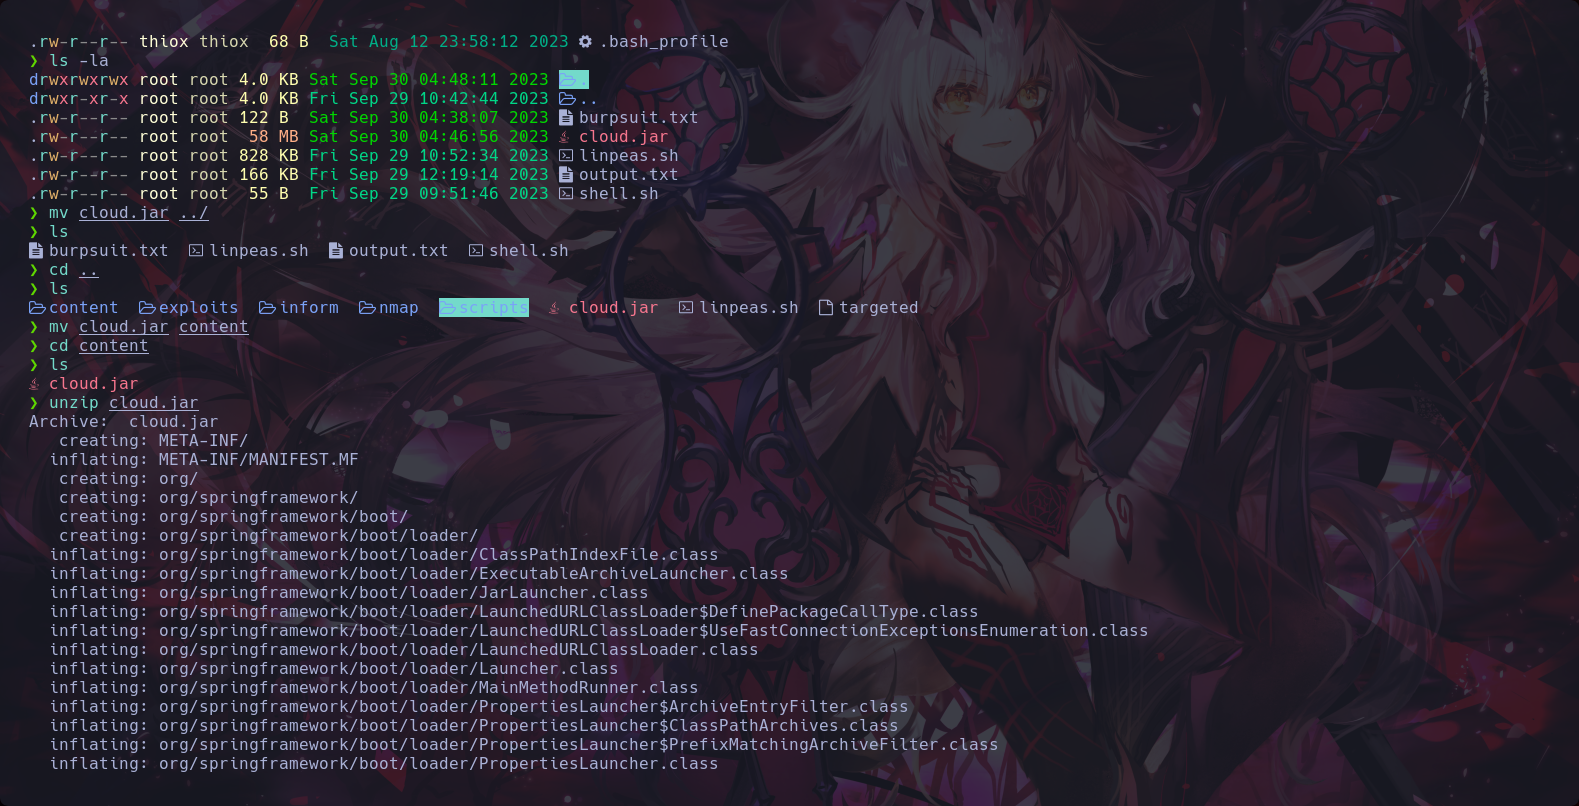 .rw-r--r-- thiox thiox  68 B  Sat Aug 12 23:58:12 2023 .bash_profile
❯ ls -la
drwxrwxrwx root root 4.0 KB Sat Sep 30 04:48:11 2023 .
drwxr-xr-x root root 4.0 KB Fri Sep 29 10:42:44 2023 ..
.rw-r--r-- root root 122 B  Sat Sep 30 04:38:07 2023 burpsuit.txt
.rw-r--r-- root root  58 MB Sat Sep 30 04:46:56 2023 cloud.jar
.rw-r--r-- root root 828 KB Fri Sep 29 10:52:34 2023 linpeas.sh
.rw-r--r-- root root 166 KB Fri Sep 29 12:19:14 2023 output.txt
.rw-r--r-- root root  55 B  Fri Sep 29 09:51:46 2023 shell.sh
❯ mv cloud.jar ../
❯ ls
burpsuit.txt  linpeas.sh  output.txt  shell.sh
❯ cd ..
❯ ls
content  exploits  inform  nmap  scripts  cloud.jar  linpeas.sh  targeted
❯ mv cloud.jar content
❯ cd content
❯ ls
cloud.jar
❯ unzip cloud.jar
Archive:  cloud.jar
   creating: META-INF/
  inflating: META-INF/MANIFEST.MF
   creating: org/
   creating: org/springframework/
   creating: org/springframework/boot/
   creating: org/springframework/boot/loader/
  inflating: org/springframework/boot/loader/ClassPathIndexFile.class
  inflating: org/springframework/boot/loader/ExecutableArchiveLauncher.class
  inflating: org/springframework/boot/loader/JarLauncher.class
  inflating: org/springframework/boot/loader/LaunchedURLClassLoader$DefinePackageCallType.class
  inflating: org/springframework/boot/loader/LaunchedURLClassLoader$UseFastConnectionExceptionsEnumeration.class
  inflating: org/springframework/boot/loader/LaunchedURLClassLoader.class
  inflating: org/springframework/boot/loader/Launcher.class
  inflating: org/springframework/boot/loader/MainMethodRunner.class
  inflating: org/springframework/boot/loader/PropertiesLauncher$ArchiveEntryFilter.class
  inflating: org/springframework/boot/loader/PropertiesLauncher$ClassPathArchives.class
  inflating: org/springframework/boot/loader/PropertiesLauncher$PrefixMatchingArchiveFilter.class
  inflating: org/springframework/boot/loader/PropertiesLauncher.class